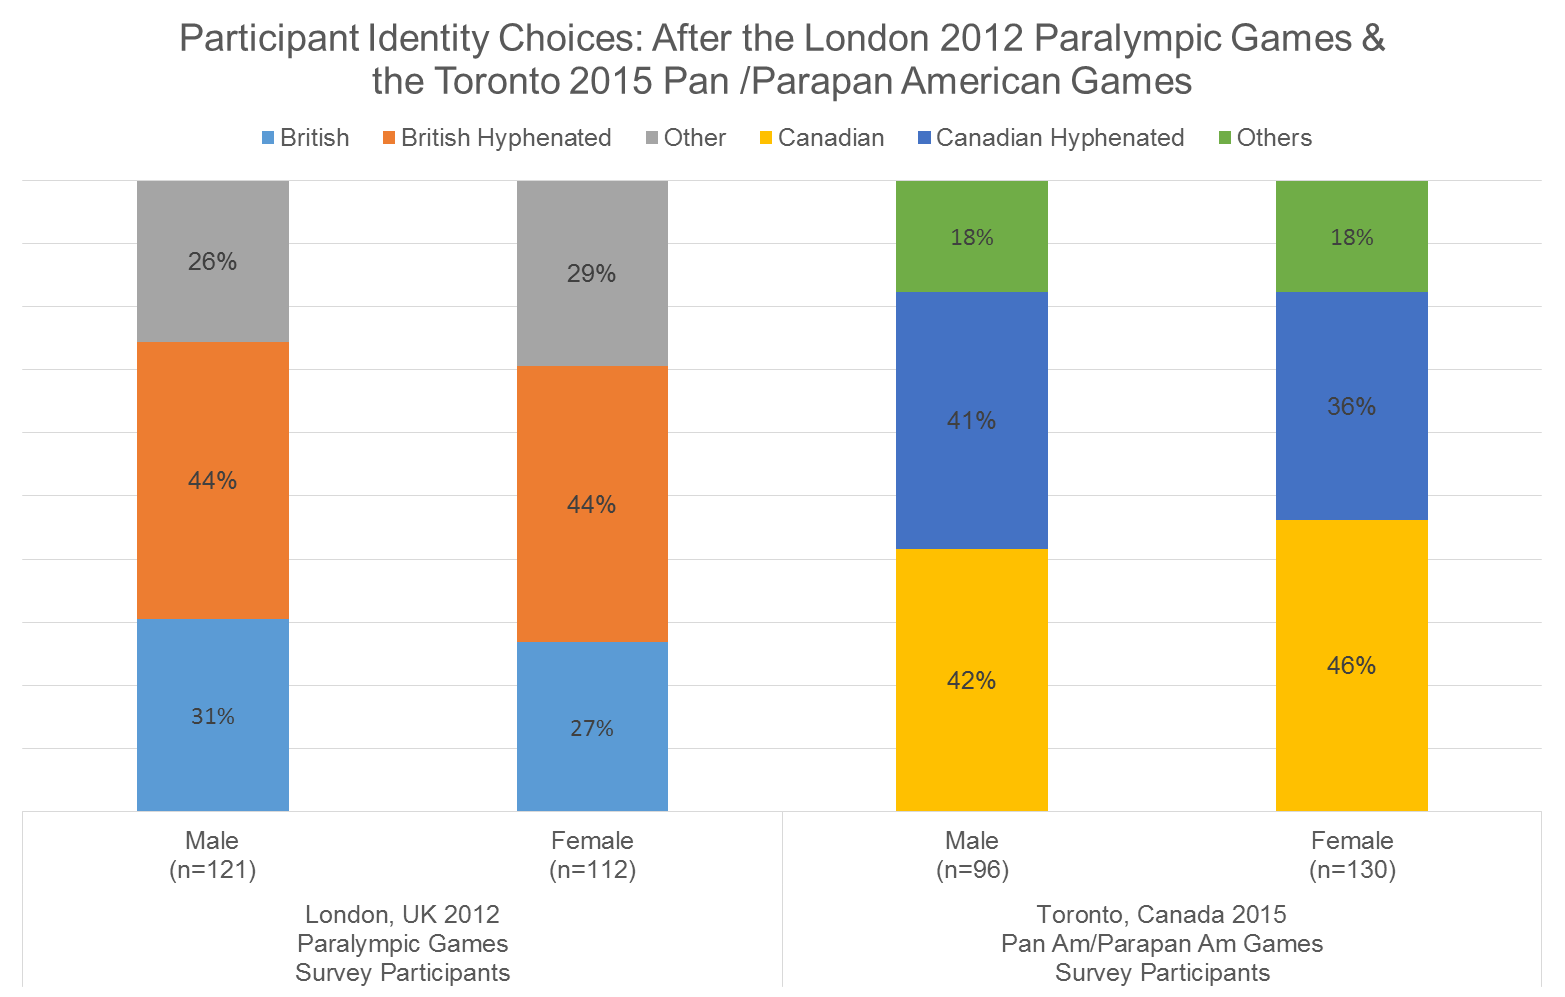 Participant Identity Choices: After the London 2012 Paralympic Games &
the Toronto 2015 Pan /Parapan American Games
British British Hyphenated Other Canadian Canadian Hyphenated Others
26%
44%
31%
29%
44%
27%
18%
41%
42%
18%
36%
46%
Male
(n=121)
Female
(n=112)
Male
(n=96)
Female
(n=130)
London, UK 2012
Paralympic Games
Survey Participants
Toronto, Canada 2015
Pan Am/Parapan Am Games
Survey Participants